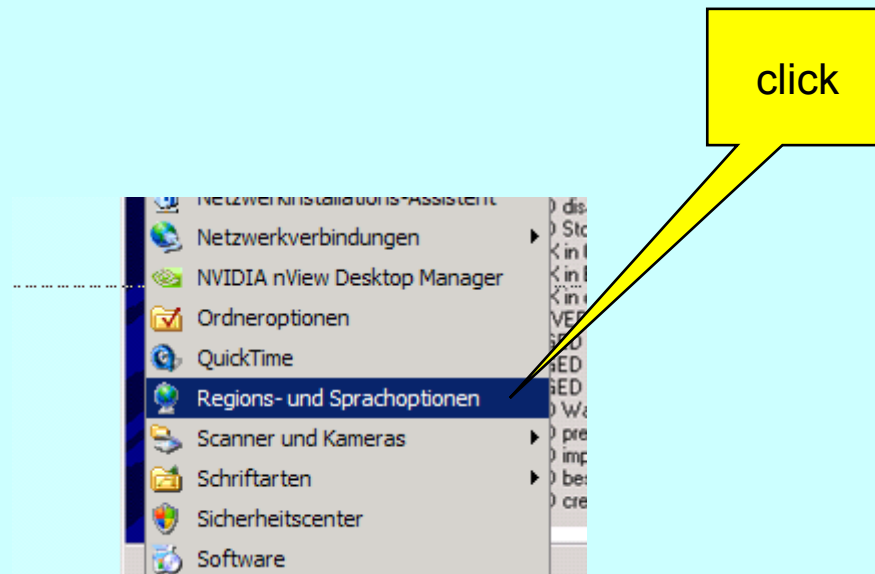 click
Netzwerkinstallations-Assistent
Netzwerkverbindungen
NVIDIA nView Desktop Manager
Ordneroptionen
QuickTime
Regions- und Sprachoptionen
Scanner und Kameras
Schriftarten
Sicherheitscenter
Software